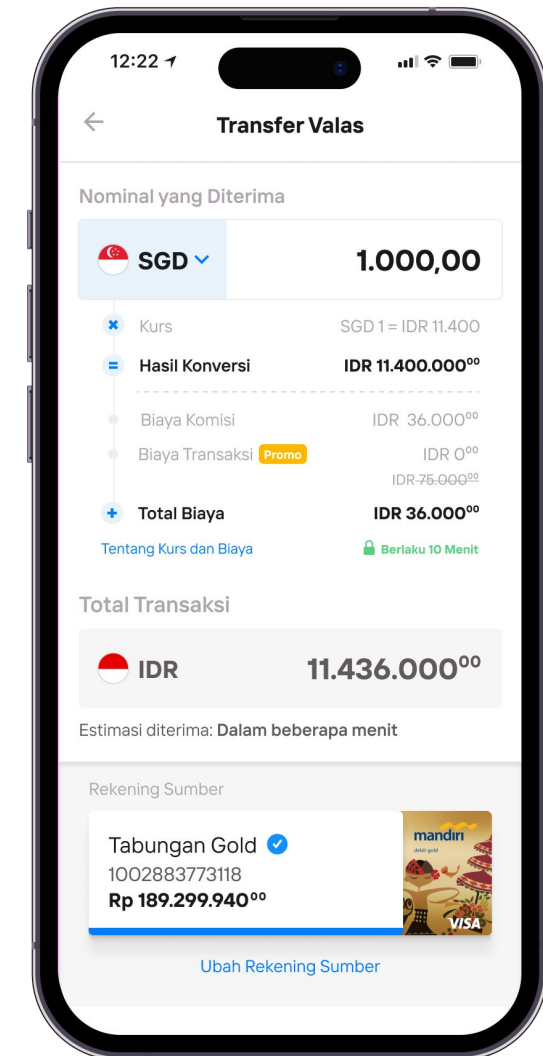 12:22
Transfer Valas
Nominal yang Diterima
SGD 1.000,00
Kurs SGD 1 = IDR 11.400
Hasil Konversi IDR 11.400.000⁰⁰
Biaya Komisi IDR 36.000⁰⁰
Biaya Transaksi Promo IDR 0⁰⁰
IDR 75.000⁰⁰
Total Biaya IDR 36.000⁰⁰
Tentang Kurs dan Biaya Berlaku 10 Menit
Total Transaksi
IDR 11.436.000⁰⁰
Estimasi diterima: Dalam beberapa menit
Rekening Sumber
Tabungan Gold
1002883773118
Rp 189.299.940⁰⁰
mandiri
debit gold
VISA
Ubah Rekening Sumber